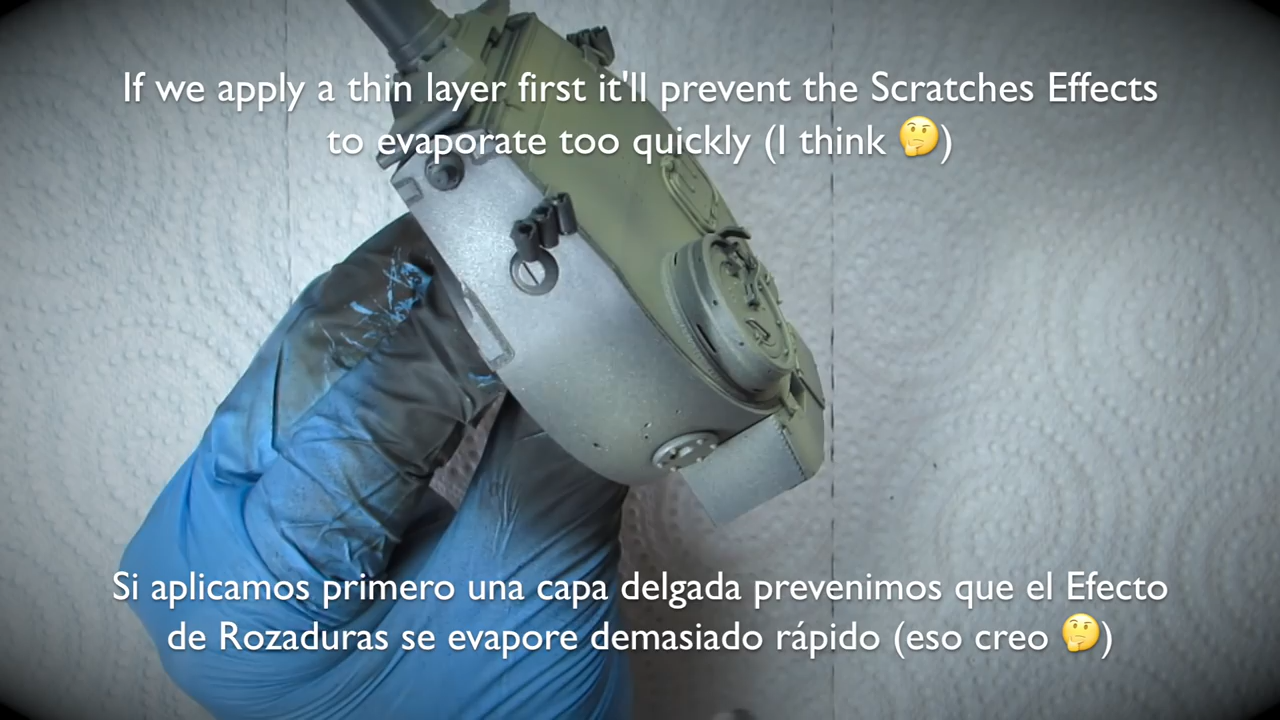 If we apply a thin layer first it'll prevent the Scratches Effects
to evaporate too quickly (I think 🤔)
Si aplicamos primero una capa delgada prevenimos que el Efecto
de Rozaduras se evapore demasiado rápido (eso creo 🤔)